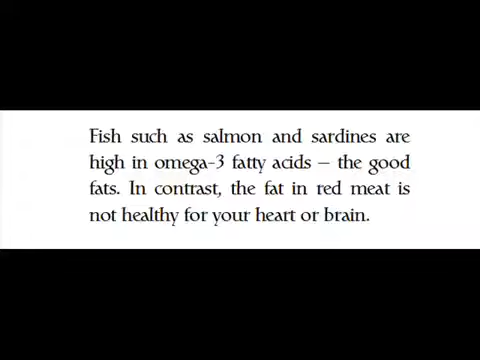 Fish such as salmon and sardines are
high in omega-3 fatty acids – the good
fats. In contrast, the fat in red meat is
not healthy for your heart or brain.